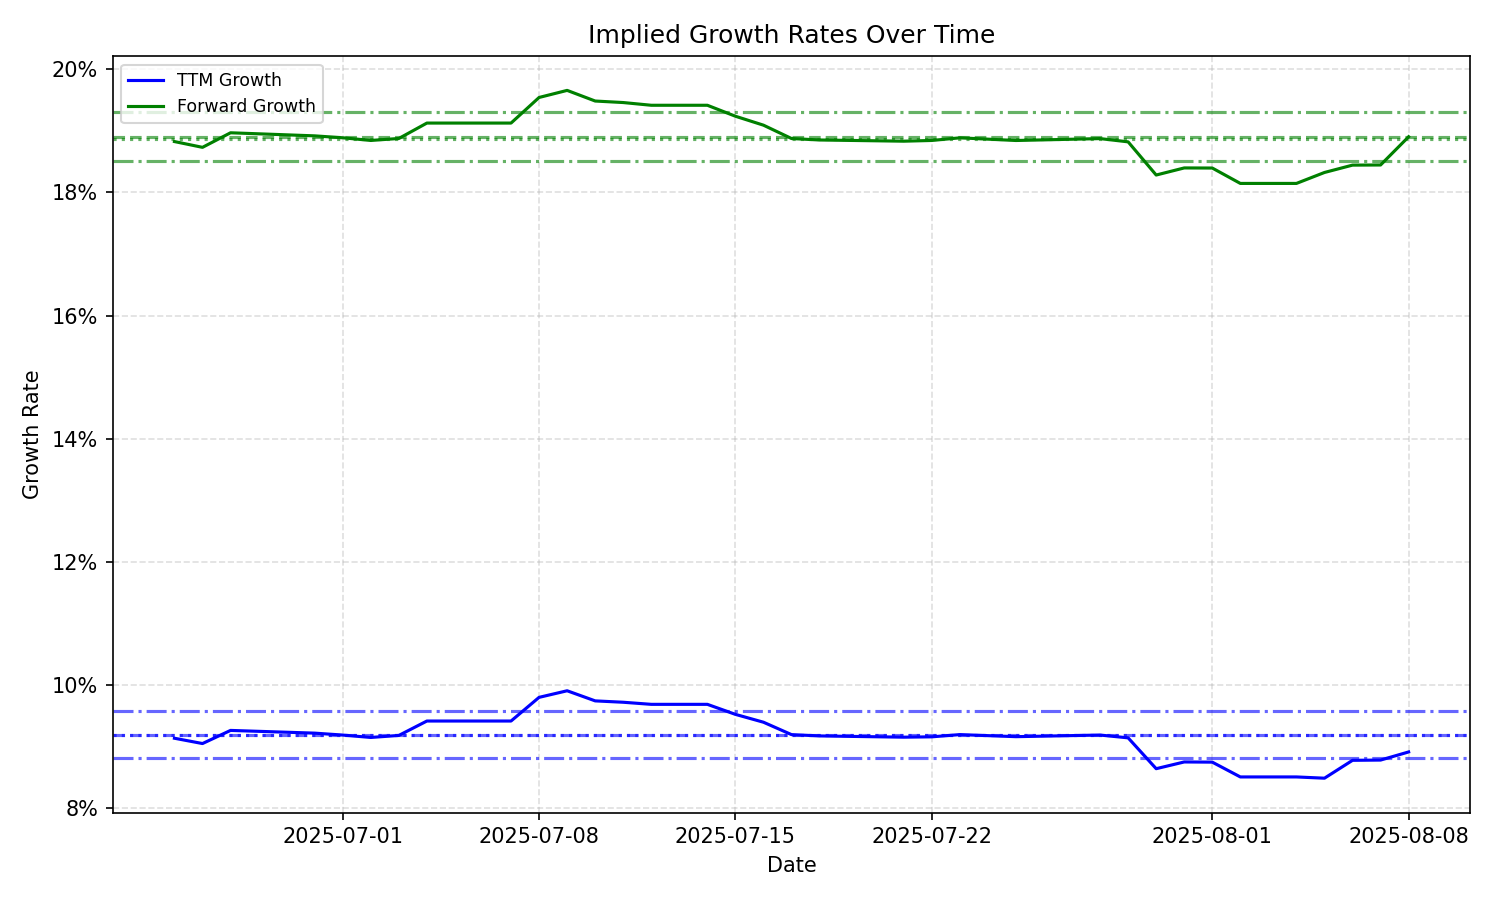 Implied Growth Rates Over Time
TTM Growth
Forward Growth
Growth Rate
20%
18%
16%
14%
12%
10%
8%
2025-07-01
2025-07-08
2025-07-15
2025-07-22
2025-08-01
2025-08-08
Date